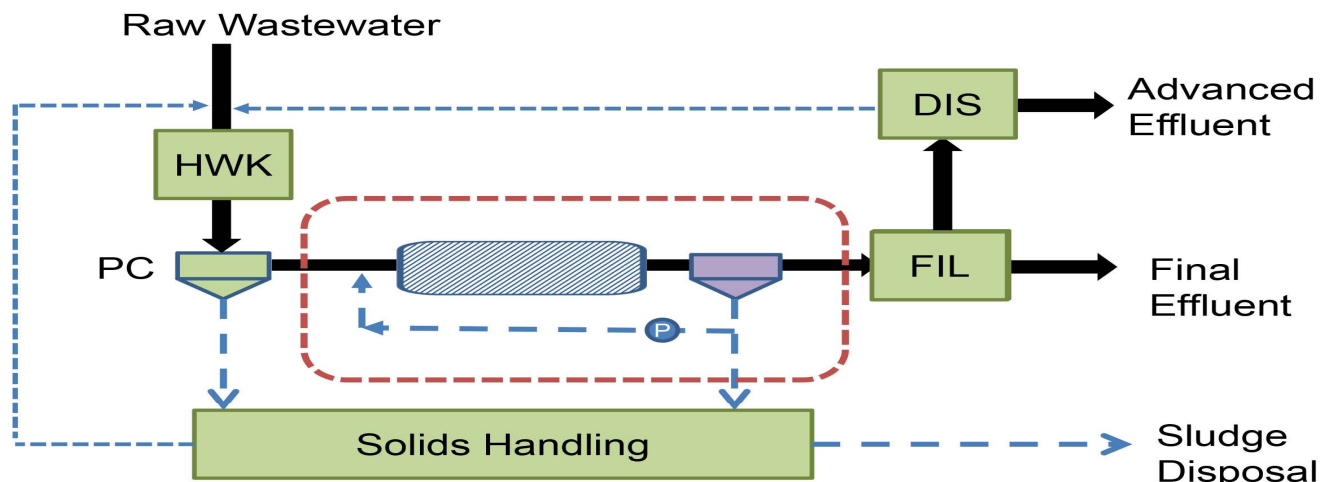 Raw Wastewater
DIS
Advanced
Effluent
HWK
PC
FIL
Final
Effluent
P
Solids Handling
Sludge
Disposal